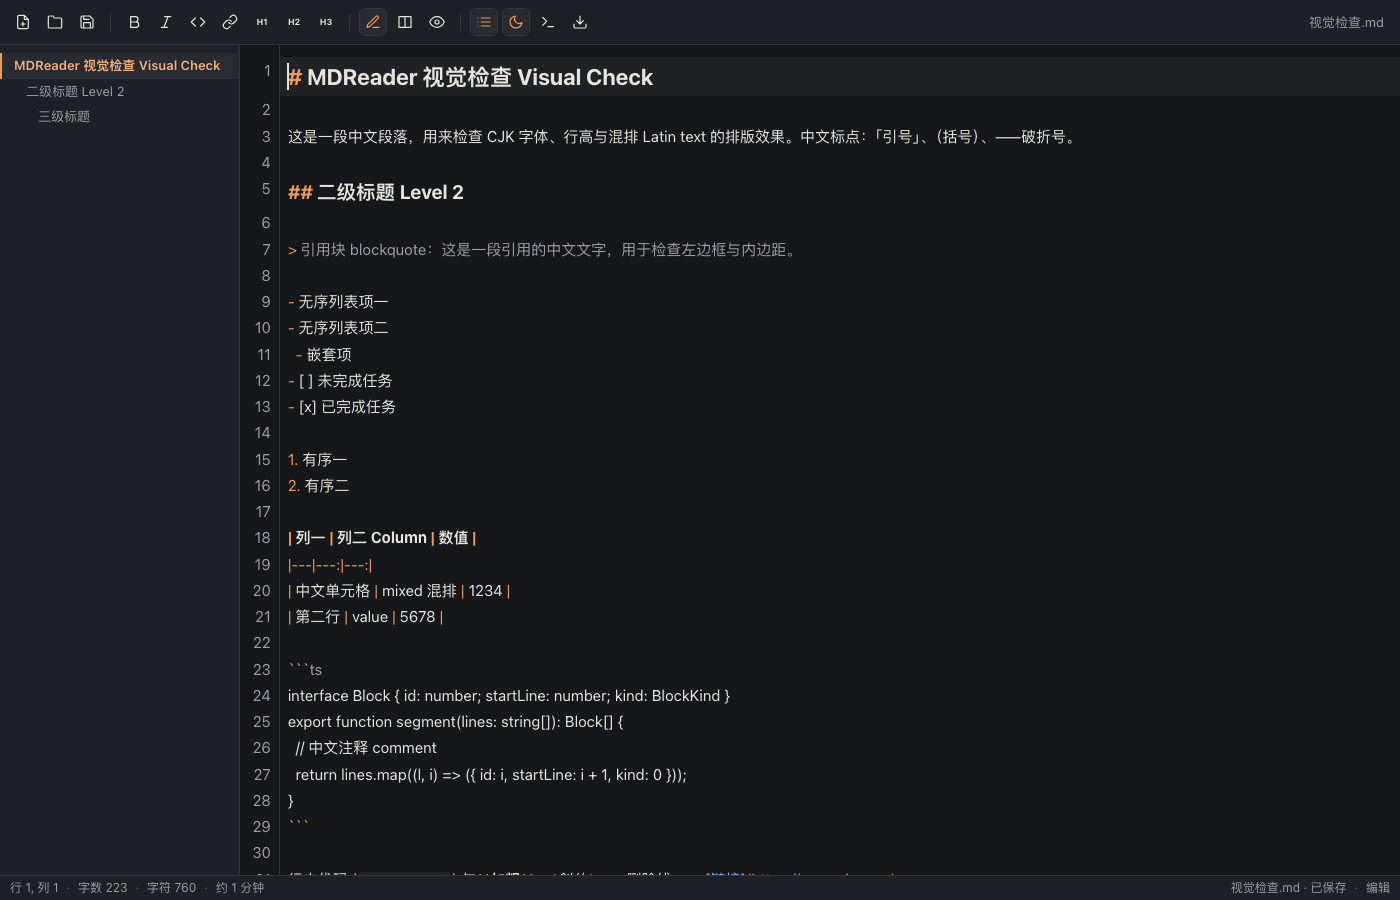 H1 H2 H3
视觉检查.md
MDReader 视觉检查 Visual Check
二级标题 Level 2
三级标题
1 # MDReader 视觉检查 Visual Check
2
3 这是一段中文段落，用来检查 CJK 字体、行高与混排 Latin text 的排版效果。中文标点：「引号」、（括号）、——破折号。
4
5 ## 二级标题 Level 2
6
7 > 引用块 blockquote：这是一段引用的中文文字，用于检查左边框与内边距。
8
9 - 无序列表项一
10 - 无序列表项二
11   - 嵌套项
12 - [ ] 未完成任务
13 - [x] 已完成任务
14
15 1. 有序一
16 2. 有序二
17
18 | 列一 | 列二 Column | 数值 |
19 |---|---:|---:|
20 | 中文单元格 | mixed 混排 | 1234 |
21 | 第二行 | value | 5678 |
22
23 ```ts
24 interface Block { id: number; startLine: number; kind: BlockKind }
25 export function segment(lines: string[]): Block[] {
26   // 中文注释 comment
27   return lines.map((l, i) => ({ id: i, startLine: i + 1, kind: 0 }));
28 }
29 ```
30
行 1, 列 1 · 字数 223 · 字符 760 · 约 1 分钟
视觉检查.md · 已保存 · 编辑